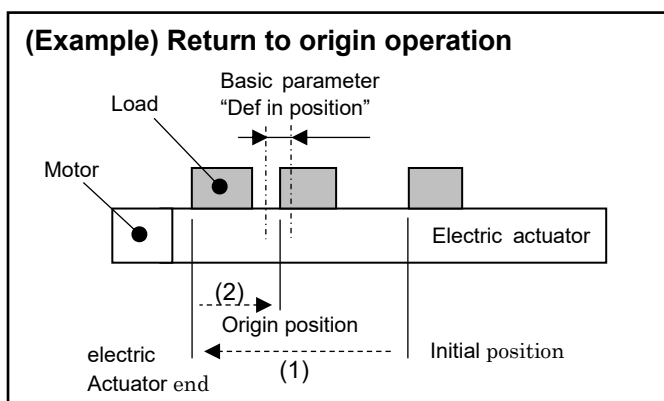 (Example) Return to origin operation
Basic parameter
“Def in position”
Load
Motor
Electric actuator
(2)
Origin position
electric
Actuator end
(1)
Initial position